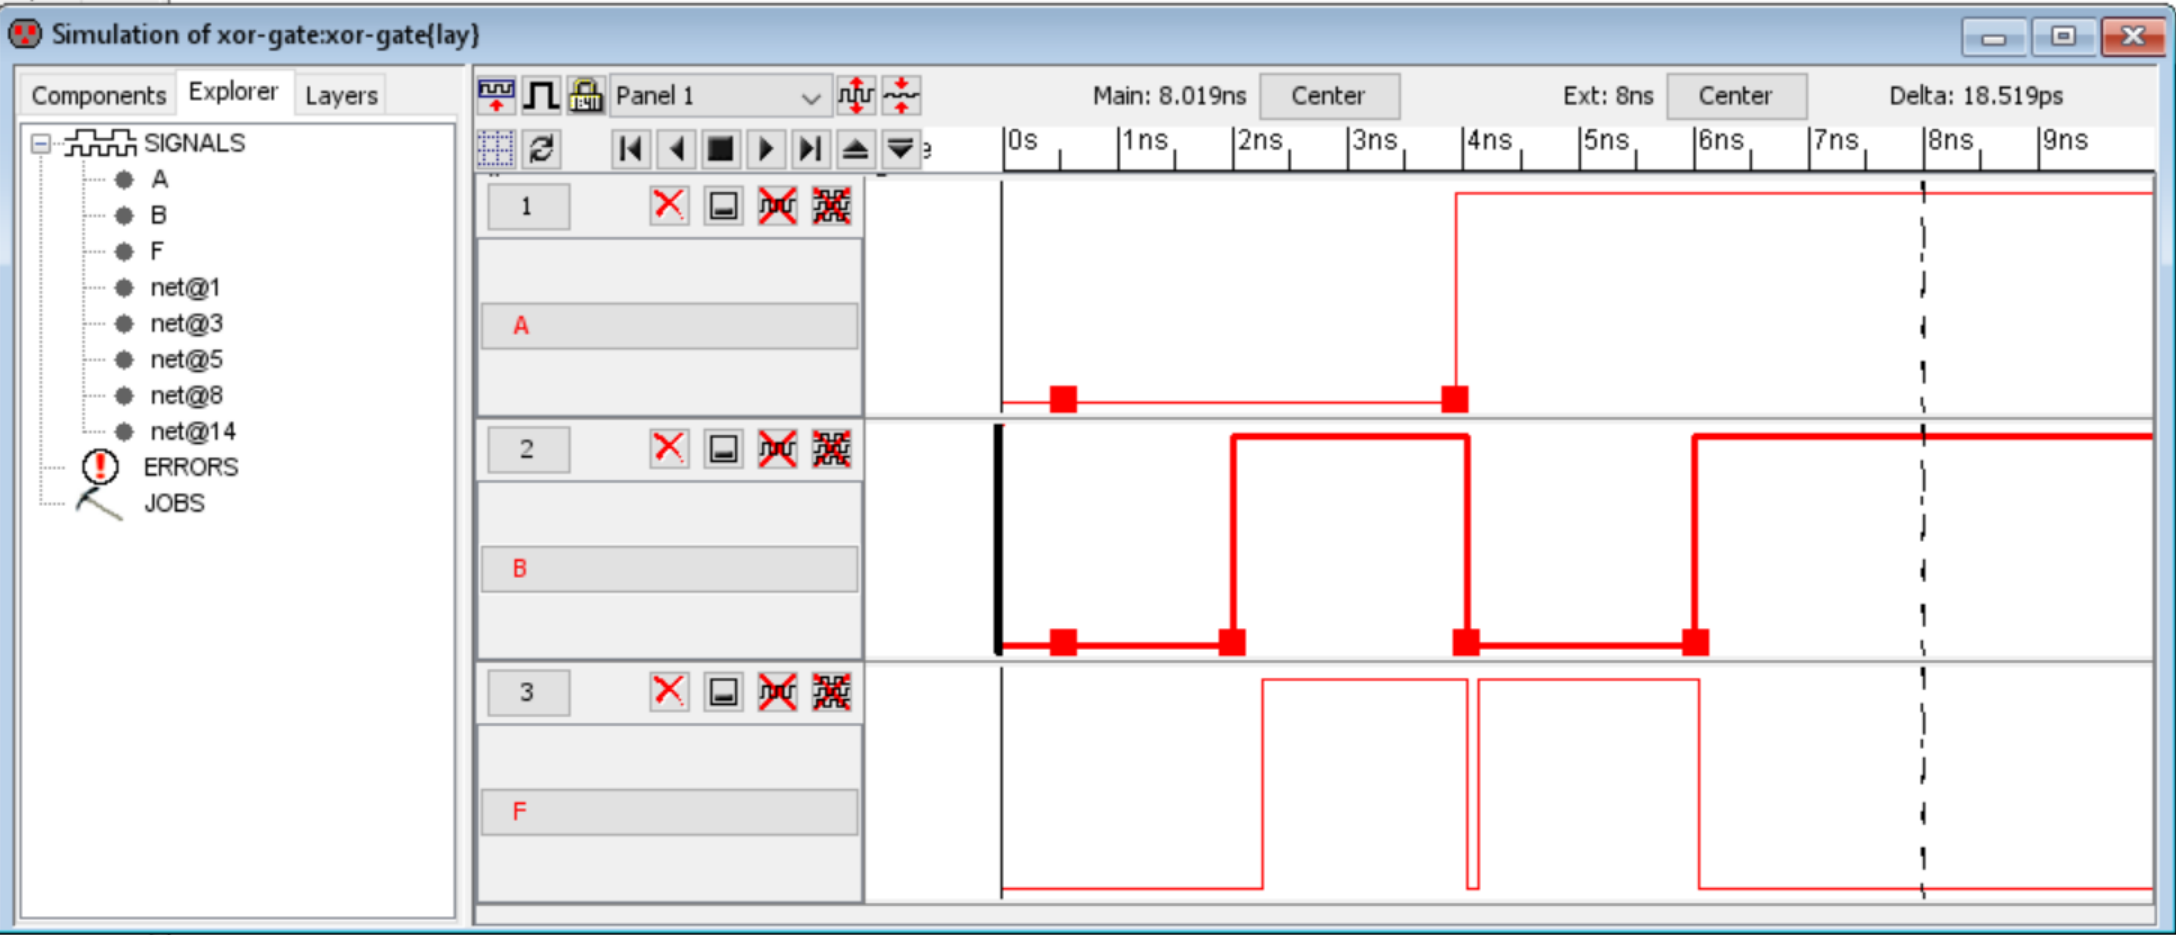 Simulation of xor-gate:xor-gate{lay}
Components Explorer Layers
SIGNALS
A
B
F
net@1
net@3
net@5
net@8
net@14
ERRORS
JOBS
Panel 1 Main: 8.019ns Center Ext: 8ns Center Delta: 18.519ps
0s 1ns 2ns 3ns 4ns 5ns 6ns 7ns 8ns 9ns
1
A
2
B
3
F